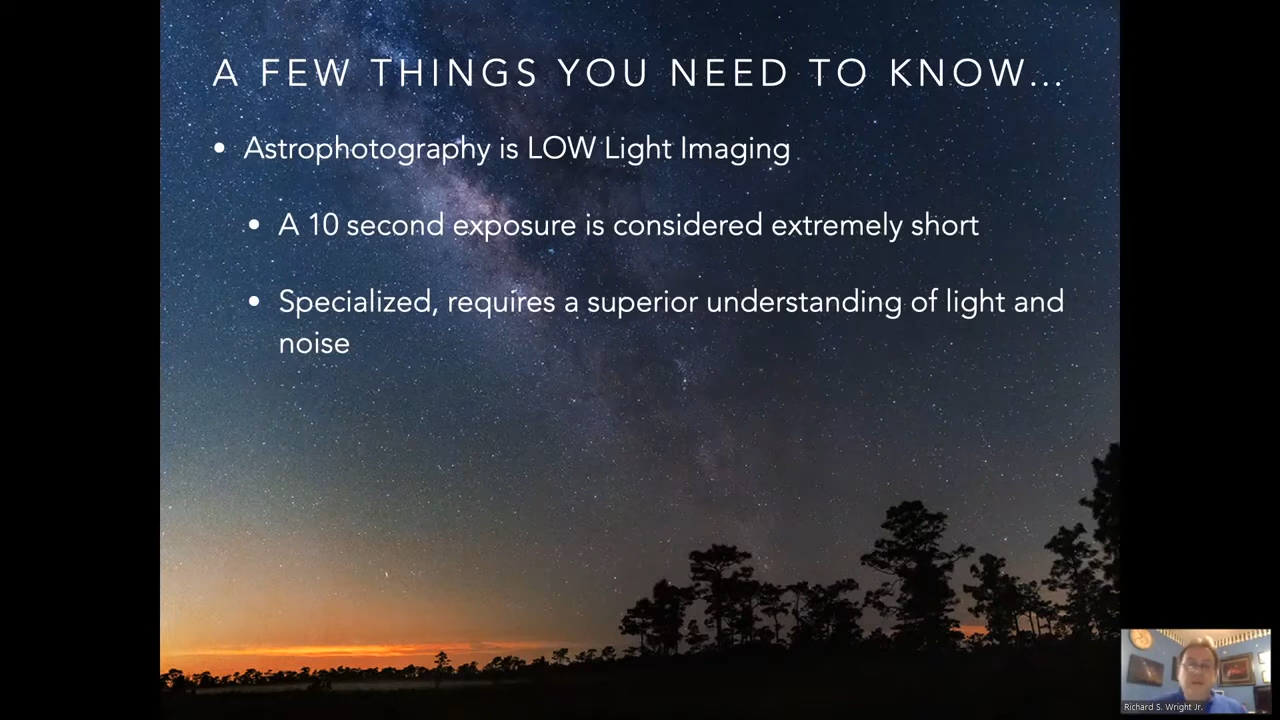 A FEW THINGS YOU NEED TO KNOW...
• Astrophotography is LOW Light Imaging
• A 10 second exposure is considered extremely short
• Specialized, requires a superior understanding of light and
noise
Richard S. Wright Jr.